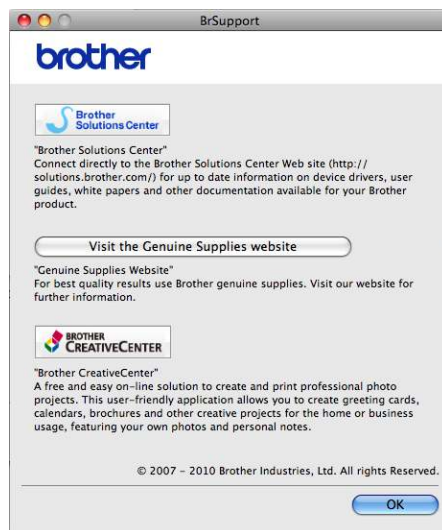 BrSupport
brother
Brother
Solutions Center
"Brother Solutions Center"
Connect directly to the Brother Solutions Center Web site (http://
solutions.brother.com/) for up to date information on device drivers, user
guides, white papers and other documentation available for your Brother
product.
Visit the Genuine Supplies website
"Genuine Supplies Website"
For best quality results use Brother genuine supplies. Visit our website for
further information.
BROTHER
CREATIVECENTER
"Brother CreativeCenter"
A free and easy on-line solution to create and print professional photo
projects. This user-friendly application allows you to create greeting cards,
calendars, brochures and other creative projects for the home or business
usage, featuring your own photos and personal notes.
© 2007 - 2010 Brother Industries, Ltd. All rights Reserved.
OK